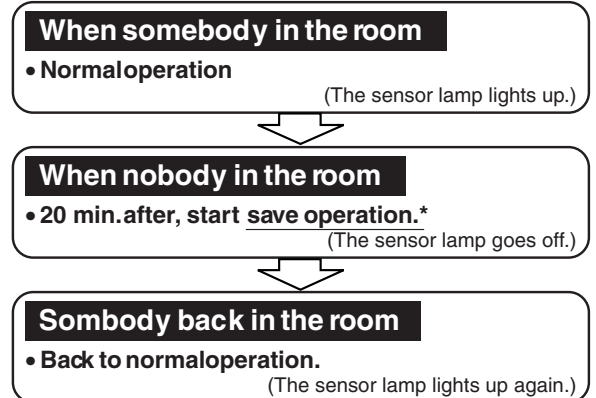 When somebody in the room
• Normaloperation
(The sensor lamp lights up.)
When nobody in the room
• 20 min.after, start save operation.*
(The sensor lamp goes off.)
Sombody back in the room
• Back to normaloperation.
(The sensor lamp lights up again.)